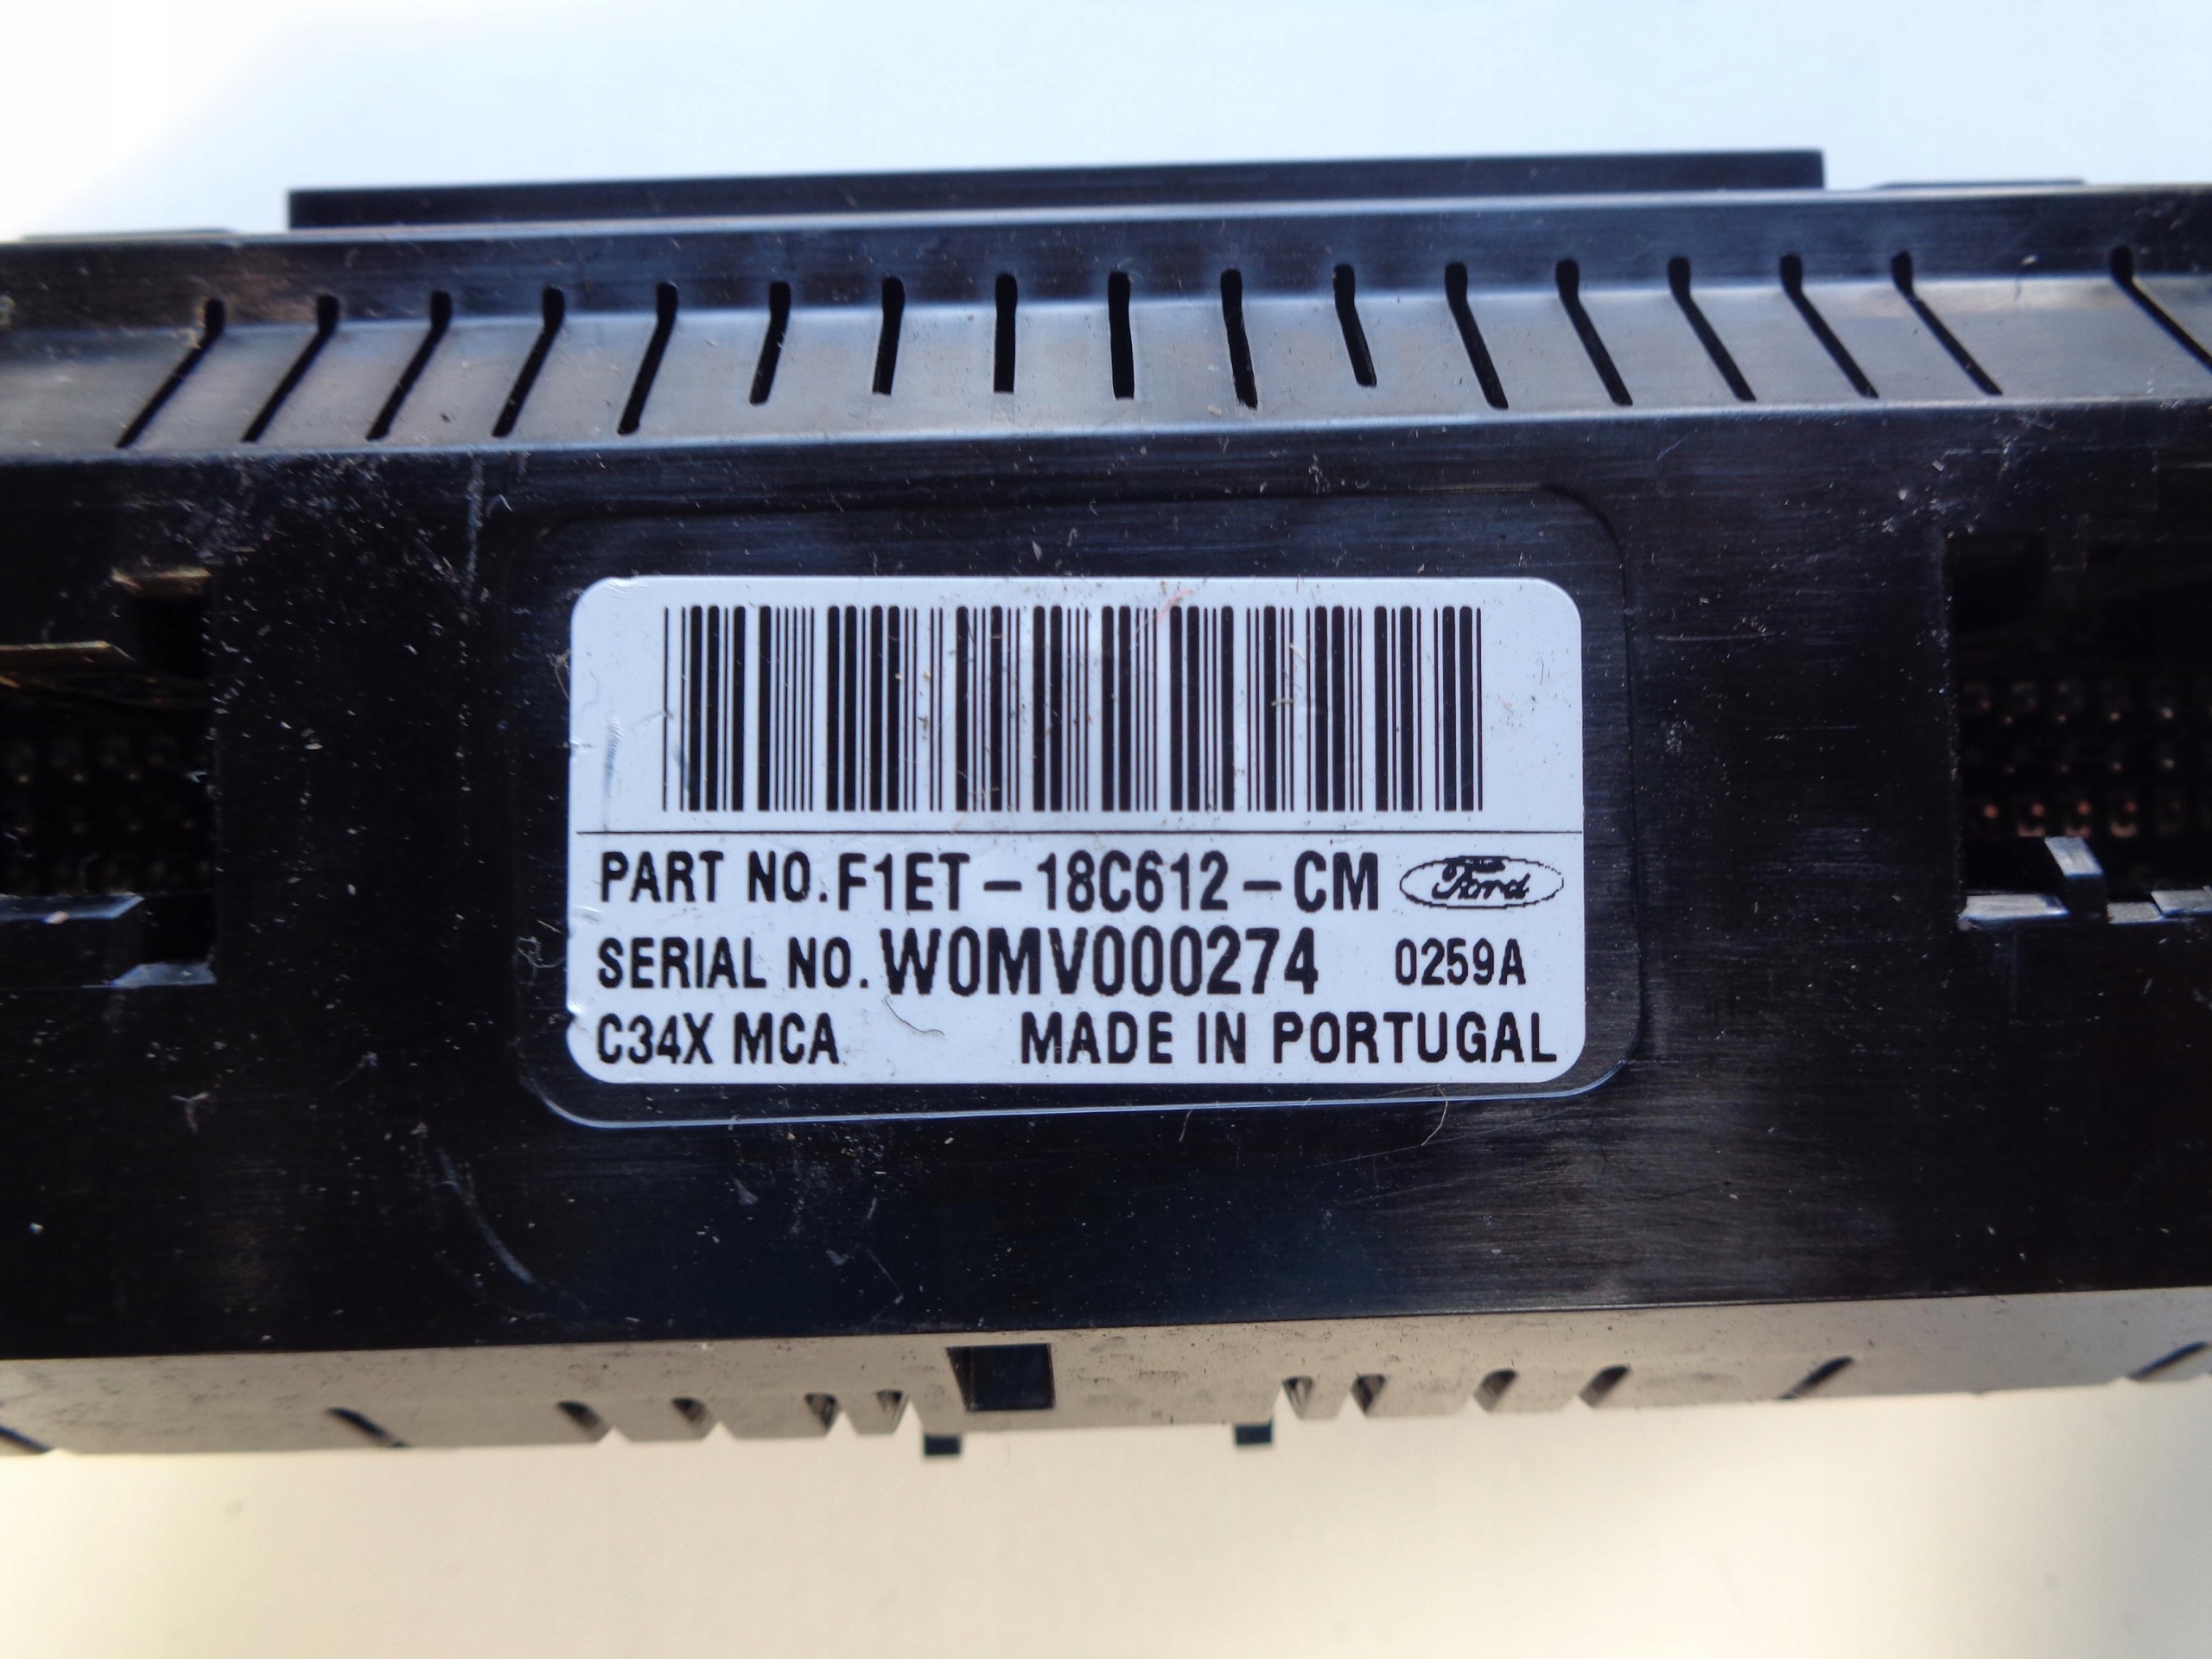 PART NO. F1ET-18C612-CM Ford
SERIAL NO. W0MV000274 0259A
C34X MCA MADE IN PORTUGAL